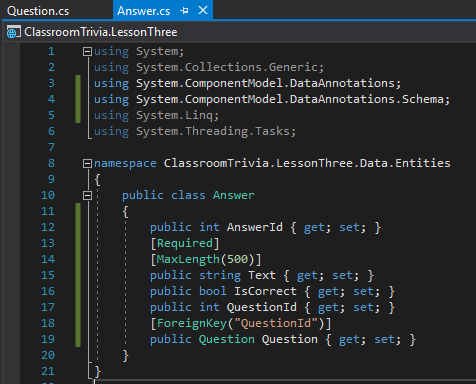 Question.cs Answer.cs
ClassroomTrivia.LessonThree
1 using System;
2 using System.Collections.Generic;
3 using System.ComponentModel.DataAnnotations;
4 using System.ComponentModel.DataAnnotations.Schema;
5 using System.Linq;
6 using System.Threading.Tasks;
7
8 namespace ClassroomTrivia.LessonThree.Data.Entities
9 {
10 public class Answer
11 {
12 public int AnswerId { get; set; }
13 [Required]
14 [MaxLength(500)]
15 public string Text { get; set; }
16 public bool IsCorrect { get; set; }
17 public int QuestionId { get; set; }
18 [ForeignKey("QuestionId")]
19 public Question Question { get; set; }
20 }
21 }